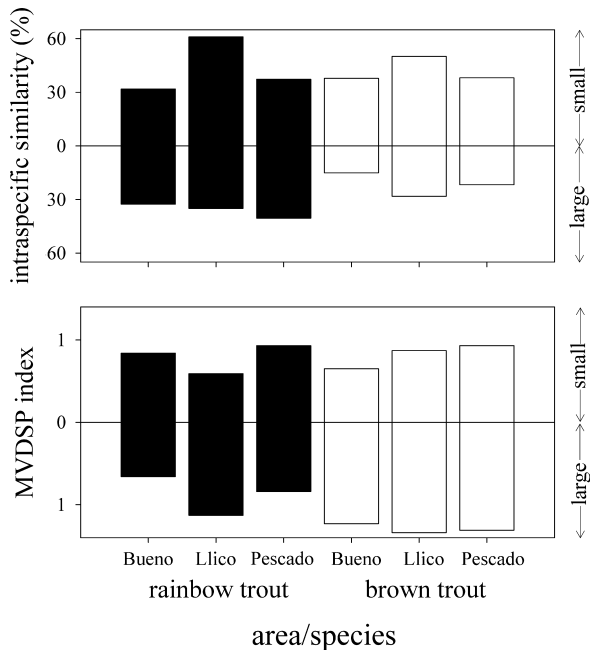 intraspecific similarity (%)
60
30
0
30
60
small
large
MVDSP index
1
0
1
small
large
Bueno Llico Pescado Bueno Llico Pescado
rainbow trout brown trout
area/species